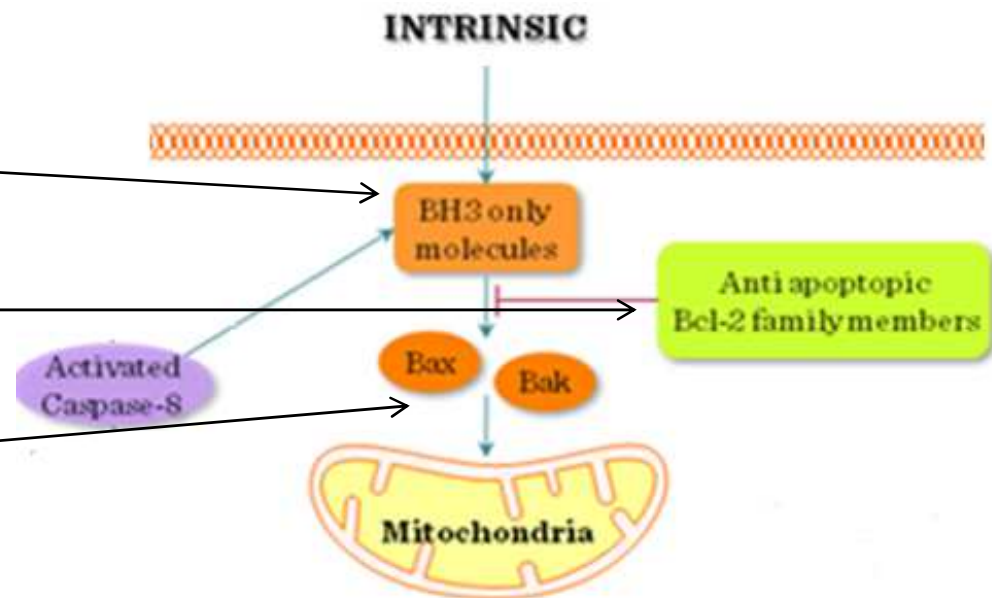 INTRINSIC
BH3 only
molecules
Anti apoptopic
Bcl-2 family members
Activated
Caspase-8
Bax
Bak
Mitochondria